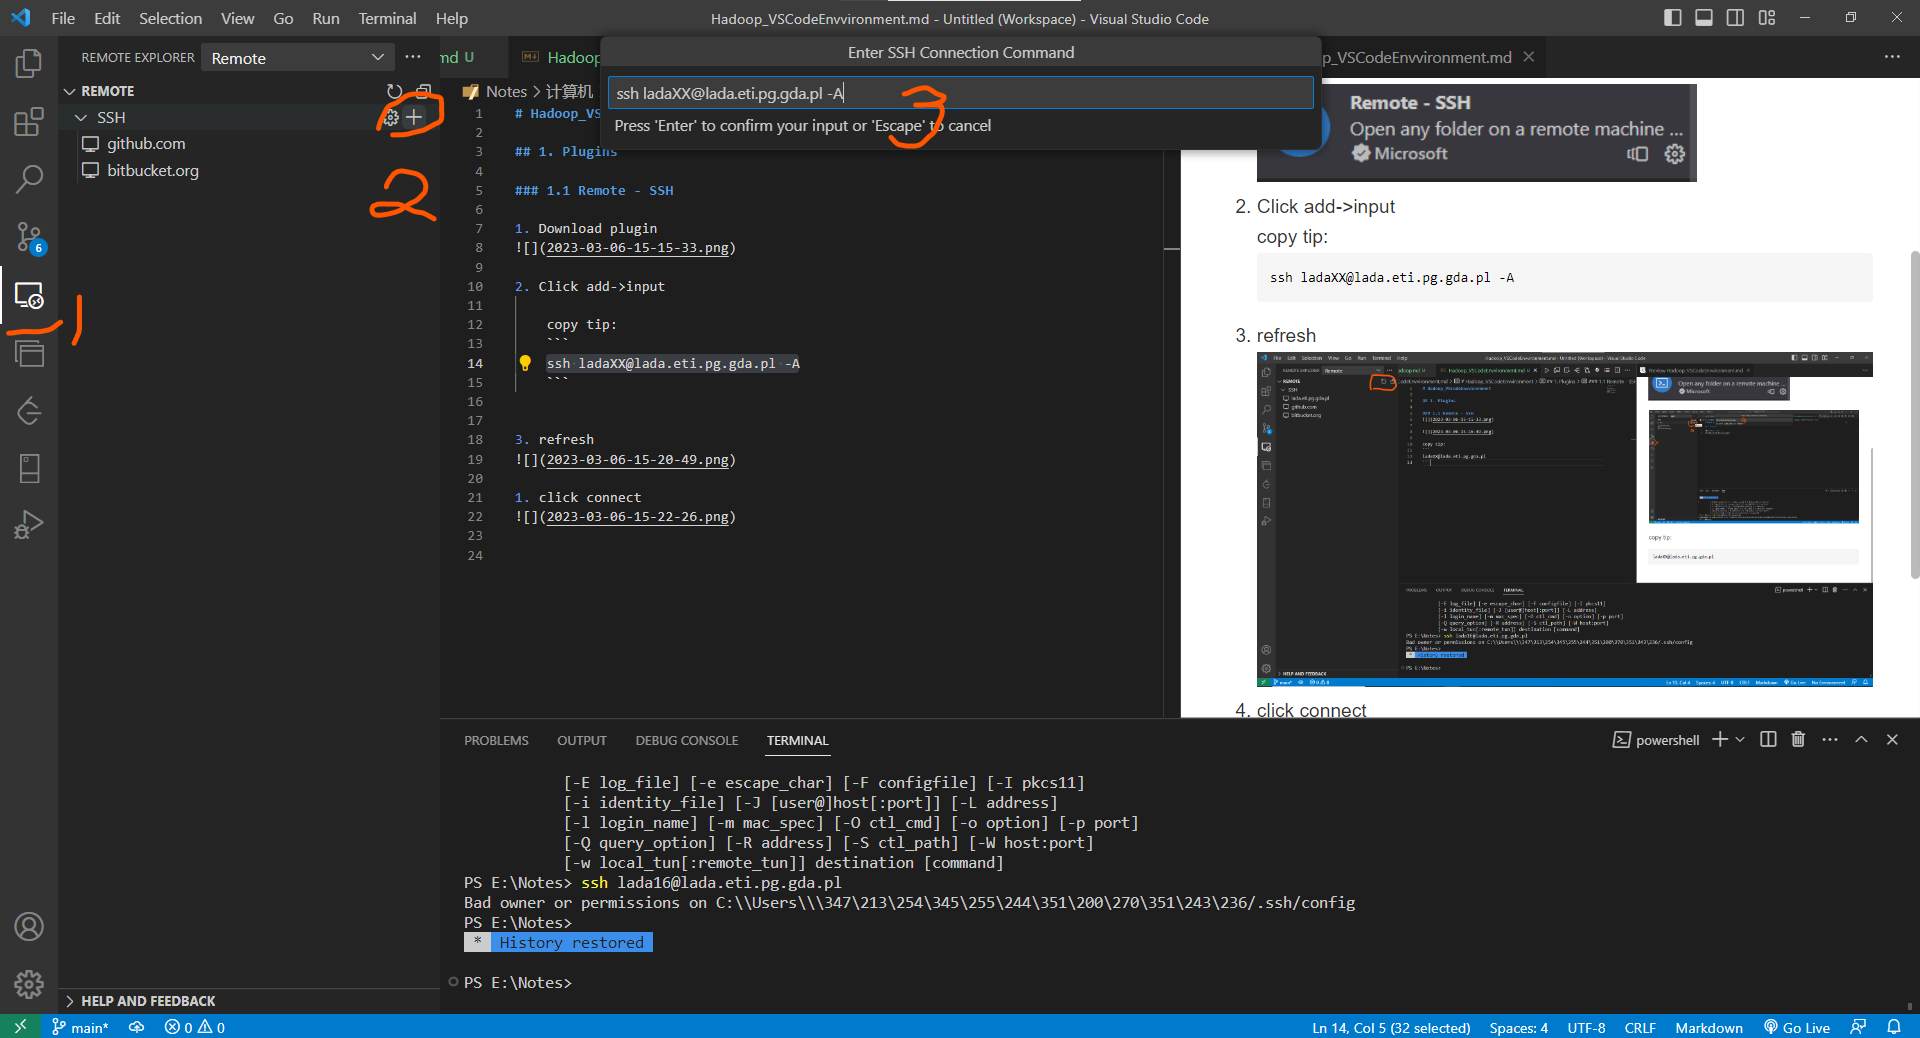 File Edit Selection View Go Run Terminal Help
Hadoop_VSCodeEnvvironment.md - Untitled (Workspace) - Visual Studio Code
REMOTE EXPLORER
Remote
md U
Hadoop
p_VSCodeEnvvironment.md
Enter SSH Connection Command
ssh ladaXX@lada.eti.pg.gda.pl -A
Press 'Enter' to confirm your input or 'Escape' to cancel
REMOTE
SSH
github.com
bitbucket.org
1
2
3
6
Notes > 计算机
1 # Hadoop_VS
2
3 ## 1. Plugins
4
5 ### 1.1 Remote - SSH
6
7 1. Download plugin
8 ![](2023-03-06-15-15-33.png)
9
10 2. Click add->input
11
12 copy tip:
13 ```
14 ssh ladaXX@lada.eti.pg.gda.pl -A
15 ```
16
17
18 3. refresh
19 ![](2023-03-06-15-20-49.png)
20
21 1. click connect
22 ![](2023-03-06-15-22-26.png)
23
24
Remote - SSH
Open any folder on a remote machine ...
Microsoft
2. Click add->input
copy tip:
ssh ladaXX@lada.eti.pg.gda.pl -A
3. refresh
4. click connect
PROBLEMS OUTPUT DEBUG CONSOLE TERMINAL
powershell
[-E log_file] [-e escape_char] [-F configfile] [-I pkcs11]
[-i identity_file] [-J [user@]host[:port]] [-L address]
[-l login_name] [-m mac_spec] [-O ctl_cmd] [-o option] [-p port]
[-Q query_option] [-R address] [-S ctl_path] [-W host:port]
[-w local_tun[:remote_tun]] destination [command]
PS E:\Notes> ssh lada16@lada.eti.pg.gda.pl
Bad owner or permissions on C:\\Users\\\347\213\254\345\255\244\351\200\270\351\243\236/.ssh/config
PS E:\Notes>
* History restored
PS E:\Notes>
HELP AND FEEDBACK
main* 0 0
Ln 14, Col 5 (32 selected) Spaces: 4 UTF-8 CRLF Markdown Go Live